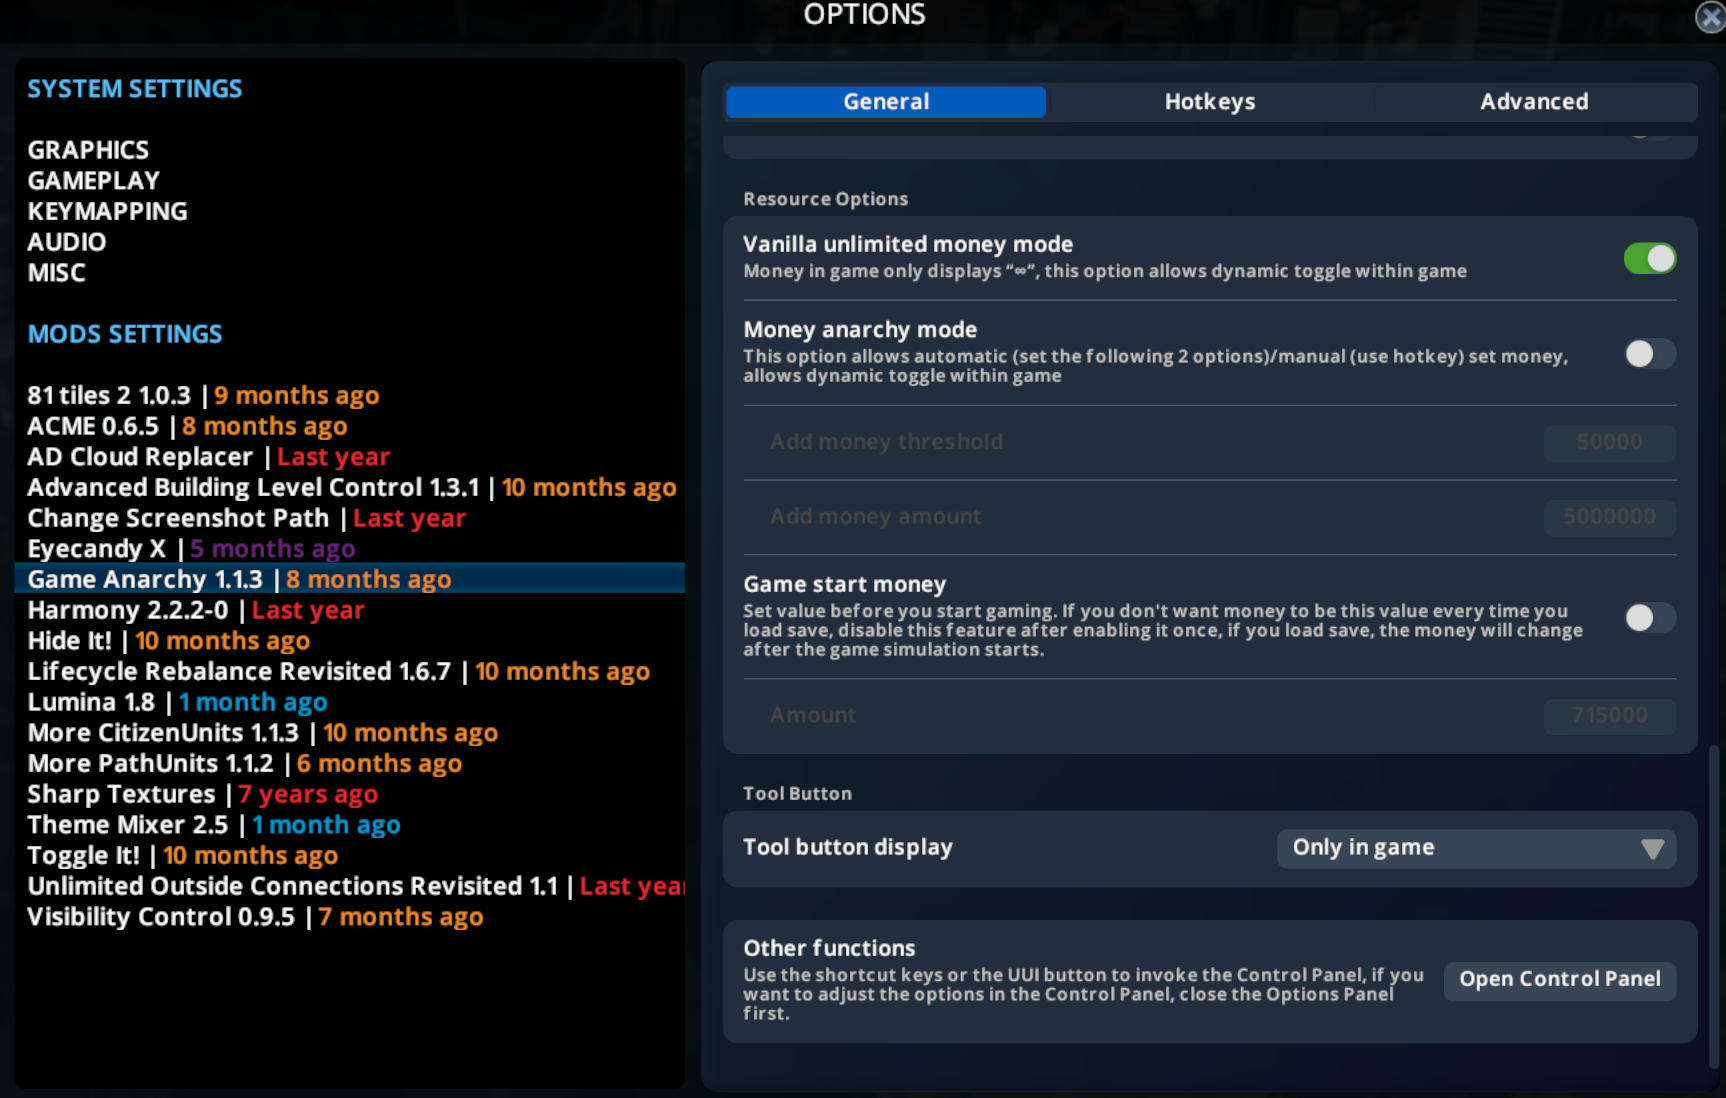 OPTIONS
SYSTEM SETTINGS
GRAPHICS
GAMEPLAY
KEYMAPPING
AUDIO
MISC
MODS SETTINGS
81 tiles 2 1.0.3 | 9 months ago
ACME 0.6.5 | 8 months ago
AD Cloud Replacer | Last year
Advanced Building Level Control 1.3.1 | 10 months ago
Change Screenshot Path | Last year
Eyecandy X | 5 months ago
Game Anarchy 1.1.3 | 8 months ago
Harmony 2.2.2-0 | Last year
Hide It! | 10 months ago
Lifecycle Rebalance Revisited 1.6.7 | 10 months ago
Lumina 1.8 | 1 month ago
More CitizenUnits 1.1.3 | 10 months ago
More PathUnits 1.1.2 | 6 months ago
Sharp Textures | 7 years ago
Theme Mixer 2.5 | 1 month ago
Toggle It! | 10 months ago
Unlimited Outside Connections Revisited 1.1 | Last year
Visibility Control 0.9.5 | 7 months ago
General Hotkeys Advanced
Resource Options
Vanilla unlimited money mode
Money in game only displays “∞”, this option allows dynamic toggle within game
Money anarchy mode
This option allows automatic (set the following 2 options)/manual (use hotkey) set money,
allows dynamic toggle within game
Add money threshold 50000
Add money amount 5000000
Game start money
Set value before you start gaming. If you don't want money to be this value every time you
load save, disable this feature after enabling it once, if you load save, the money will change
after the game simulation starts.
Amount 715000
Tool Button
Tool button display Only in game
Other functions
Use the shortcut keys or the UUI button to invoke the Control Panel, if you
want to adjust the options in the Control Panel, close the Options Panel
first.
Open Control Panel